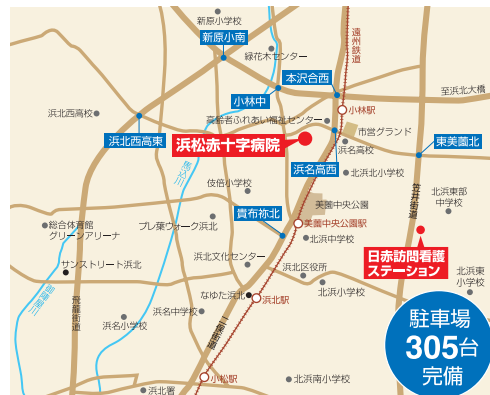 新原小学校
新原小南
緑花木センター
遠州鉄道
本沢合西
至浜北大橋
小林中
小林駅
浜北西高校
高齢者ふれあい福祉センター
市営グランド
浜北西高東
浜松赤十字病院
浜名高校
東美薗北
浜名高西
浜北北小学校
馬込川
伎倍小学校
笠井街道
美薗中央公園
北浜東部
中学校
貴布祢北
総合体育館
グリーンアリーナ
プレ葉ウォーク浜北
美薗中央公園駅
北浜中学校
日赤訪問看護
ステーション
サンストリート浜北
浜北文化センター
浜北区役所
北浜東
小学校
なゆた浜北
浜北駅
北浜小学校
飛龍街道
浜名小学校
浜名中学校
二俣街道
駐車場
305台
完備
小松駅
浜北署
北浜南小学校